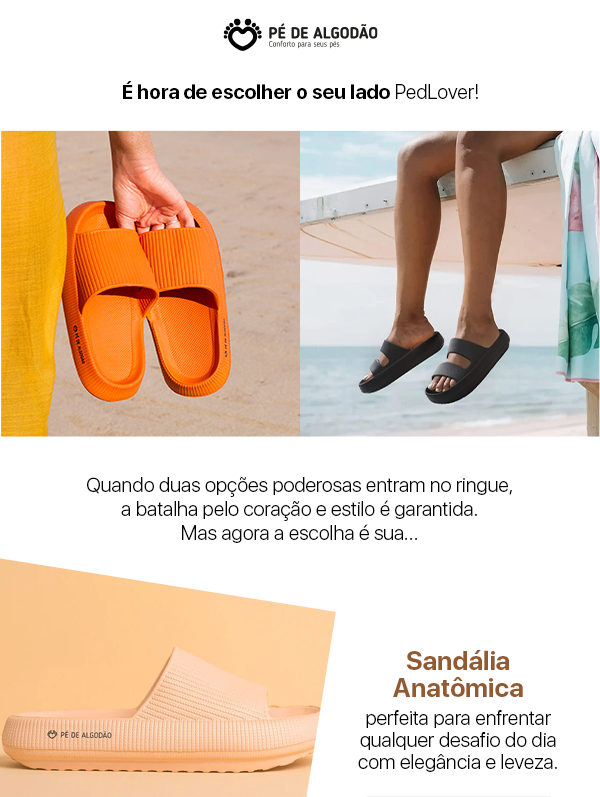 PÉ DE ALGODÃO
Conforto para seus pés
É hora de escolher o seu lado PedLover!
Quando duas opções poderosas entram no ringue,
a batalha pelo coração e estilo é garantida.
Mas agora a escolha é sua...
PÉ DE ALGODÃO
Sandália
Anatômica
perfeita para enfrentar
qualquer desafio do dia
com elegância e leveza.